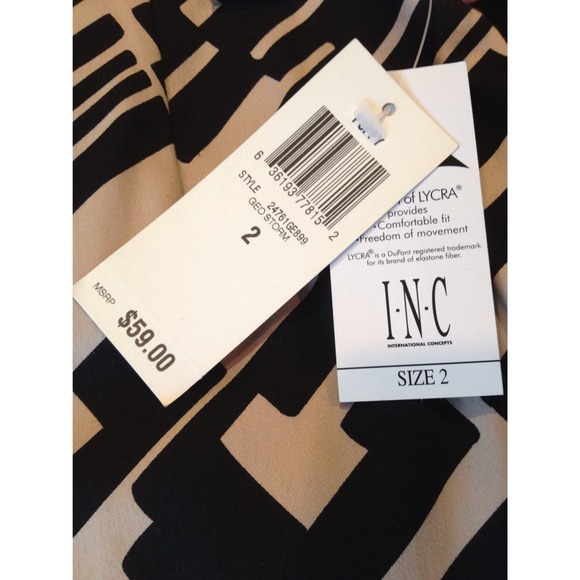 6 36193 77815 2
STYLE 24761GE899
GEO STORM
2
MSRP
$59.00
of LYCRA®
provides
•Comfortable fit
•Freedom of movement
LYCRA® is a DuPont registered trademark
for its brand of elastone fiber.
I·N·C
INTERNATIONAL CONCEPTS
SIZE 2